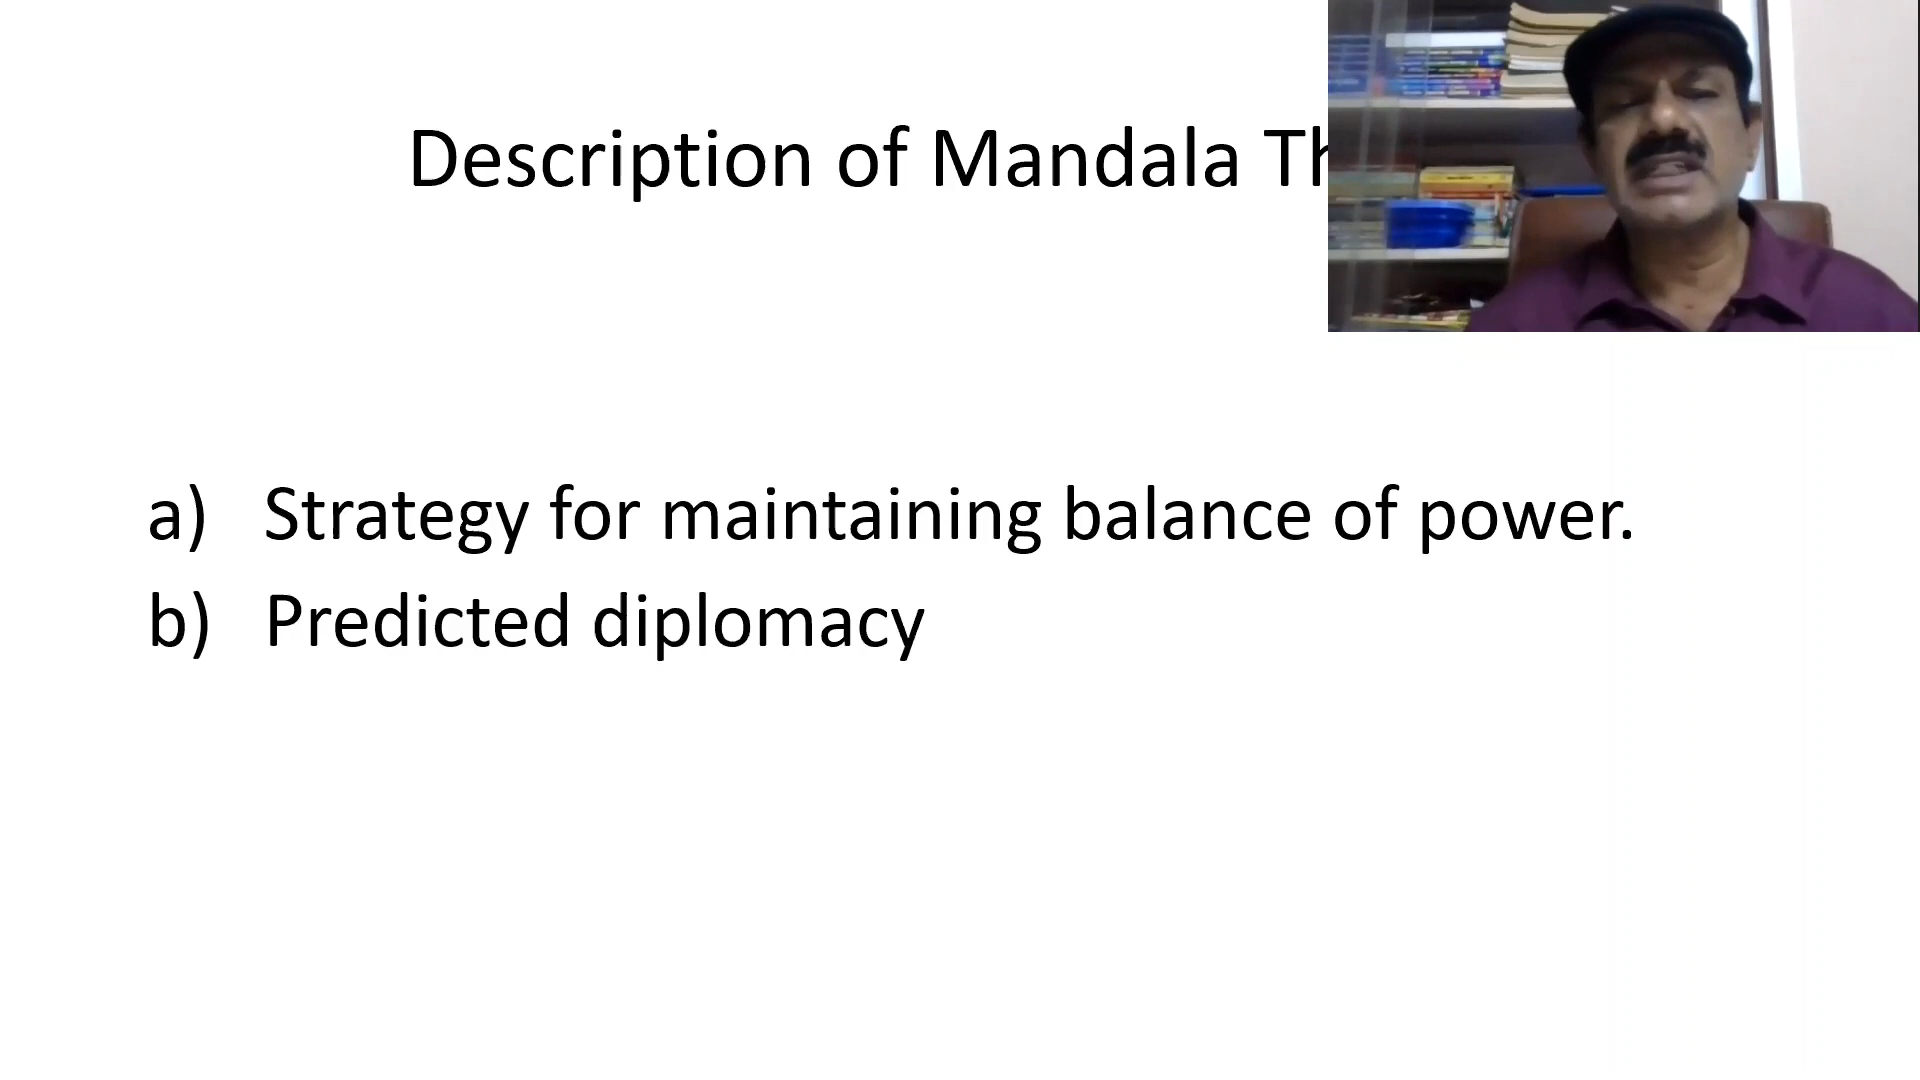 Description of Mandala Th
a) Strategy for maintaining balance of power.
b) Predicted diplomacy